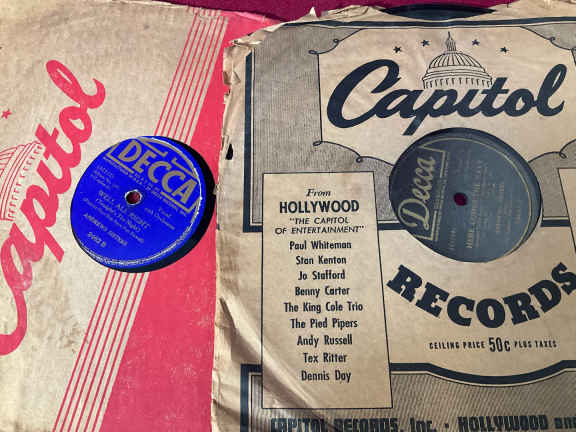 Capitol
DECCA
"WELL ALL RIGHT"
ANDREWS SISTERS
Capitol
Decca
From
HOLLYWOOD
"THE CAPITOL
OF ENTERTAINMENT"
Paul Whiteman
Stan Kenton
Jo Stafford
Benny Carter
The King Cole Trio
The Pied Pipers
Andy Russell
Tex Ritter
Dennis Day
RECORDS
CEILING PRICE 50c PLUS TAXES
CAPITOL RECORDS, Inc. · HOLLYWOOD and